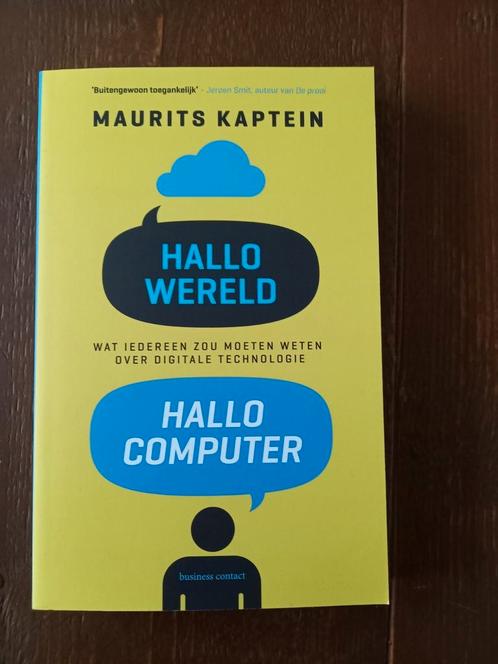 'Buitengewoon toegankelijk' - Jeroen Smit, auteur van De prooi
MAURITS KAPTEIN
HALLO
WERELD
WAT IEDEREEN ZOU MOETEN WETEN
OVER DIGITALE TECHNOLOGIE
HALLO
COMPUTER
business contact